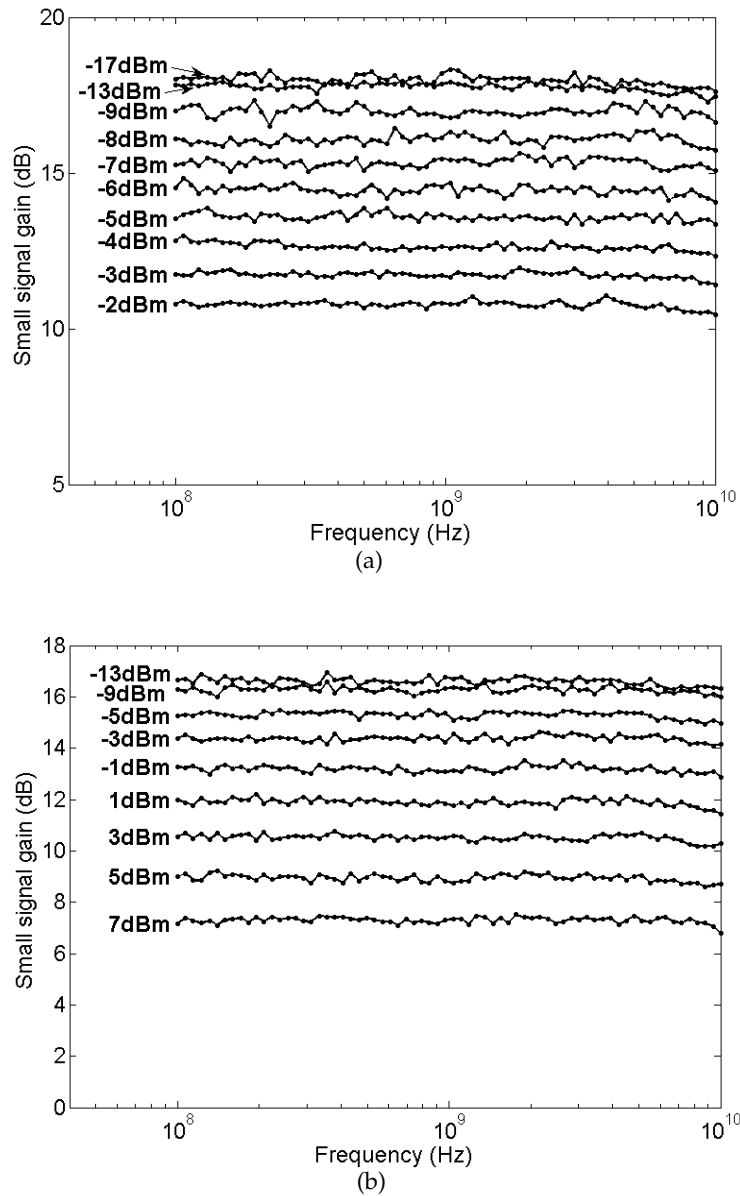 20
-17dBm
-13dBm
-9dBm
-8dBm
15
-7dBm
-6dBm
-5dBm
-4dBm
-3dBm
-2dBm
10
5
Small signal gain (dB)
10^8
10^9
10^10
Frequency (Hz)
(a)
18
-13dBm
16
-9dBm
-5dBm
14
-3dBm
-1dBm
12
1dBm
3dBm
10
5dBm
8
7dBm
6
4
2
0
Small signal gain (dB)
10^8
10^9
10^10
Frequency (Hz)
(b)